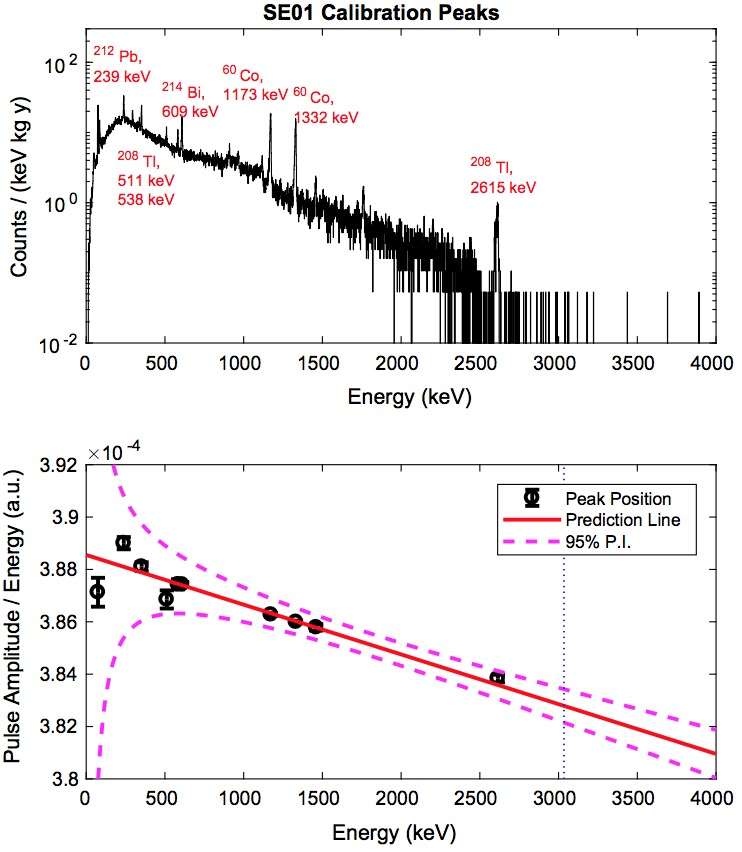 SE01 Calibration Peaks
10²
10⁰
10⁻²
Counts / (keV kg y)
²¹² Pb,
239 keV
²¹⁴ Bi,
609 keV
⁶⁰ Co,
1173 keV
⁶⁰ Co,
1332 keV
²⁰⁸ Tl,
511 keV
538 keV
²⁰⁸ Tl,
2615 keV
0 500 1000 1500 2000 2500 3000 3500 4000
Energy (keV)
×10⁻⁴
3.92
3.9
3.88
3.86
3.84
3.82
3.8
Pulse Amplitude / Energy (a.u.)
Peak Position
Prediction Line
95% P.I.
0 500 1000 1500 2000 2500 3000 3500 4000
Energy (keV)